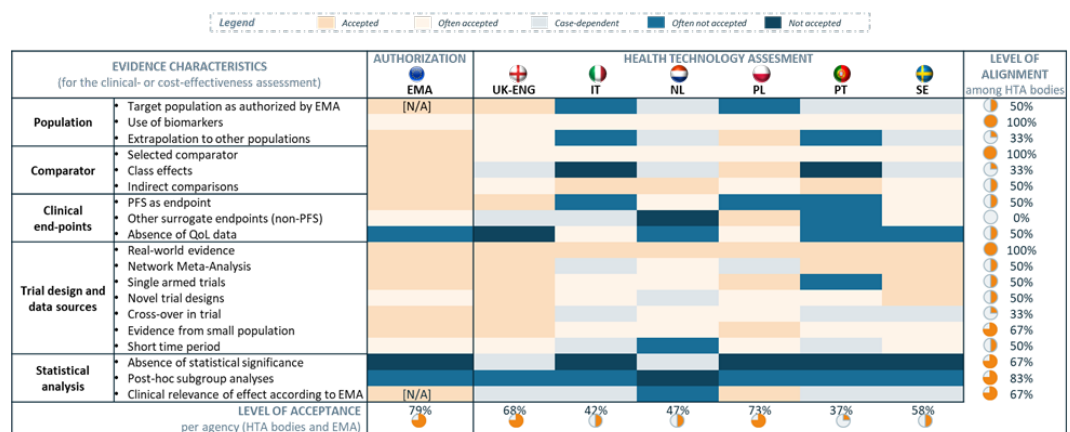 Legend Accepted Often accepted Case-dependent Often not accepted Not accepted
EVIDENCE CHARACTERISTICS
(for the clinical- or cost-effectiveness assessment)
AUTHORIZATION
EMA
HEALTH TECHNOLOGY ASSESMENT
UK-ENG IT NL PL PT SE
LEVEL OF
ALIGNMENT
among HTA bodies
Population
• Target population as authorized by EMA [N/A] 50%
• Use of biomarkers 100%
• Extrapolation to other populations 33%
Comparator
• Selected comparator 100%
• Class effects 33%
• Indirect comparisons 50%
Clinical
end-points
• PFS as endpoint 50%
• Other surrogate endpoints (non-PFS) 0%
• Absence of QoL data 50%
Trial design and
data sources
• Real-world evidence 100%
• Network Meta-Analysis 50%
• Single armed trials 50%
• Novel trial designs 50%
• Cross-over in trial 33%
• Evidence from small population 67%
• Short time period 50%
Statistical
analysis
• Absence of statistical significance 67%
• Post-hoc subgroup analyses 83%
• Clinical relevance of effect according to EMA [N/A] 67%
LEVEL OF ACCEPTANCE
per agency (HTA bodies and EMA)
79% 68% 42% 47% 73% 37% 58%